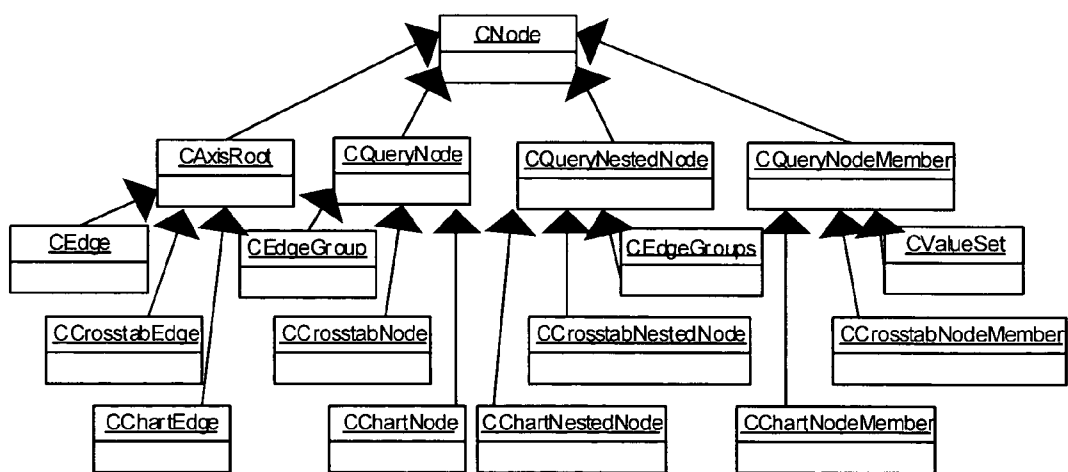 CNode
CAxisRoot
CQueryNode
CQueryNestedNode
CQueryNodeMember
CEdge
CEdgeGroup
CEdgeGroups
CValueSet
CCrosstabEdge
CCrosstabNode
CCrosstabNestedNode
CCrosstabNodeMember
CChartEdge
CChartNode
CChartNestedNode
CChartNodeMember